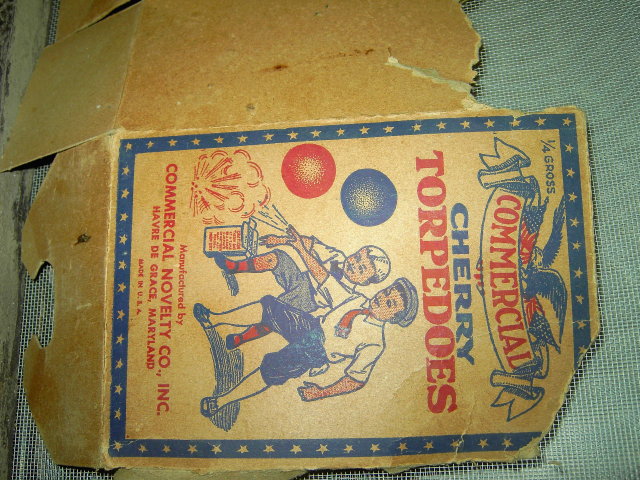 1/4 GROSS
COMMERCIAL
CHERRY
TORPEDOES
Manufactured by
COMMERCIAL NOVELTY CO., INC.
HAVRE DE GRACE, MARYLAND
MADE IN U.S.A.